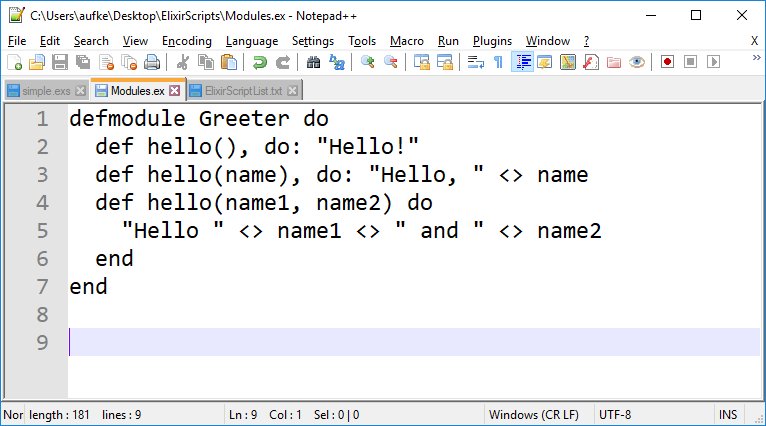 C:\Users\aufke\Desktop\ElixirScripts\Modules.ex - Notepad++
File Edit Search View Encoding Language Settings Tools Macro Run Plugins Window ? X
simple.exs Modules.ex ElixirScriptList.txt
1 defmodule Greeter do
2   def hello(), do: "Hello!"
3   def hello(name), do: "Hello, " <> name
4   def hello(name1, name2) do
5     "Hello " <> name1 <> " and " <> name2
6   end
7 end
8
9
Nor length : 181 lines : 9 Ln : 9 Col : 1 Sel : 0 | 0 Windows (CR LF) UTF-8 INS